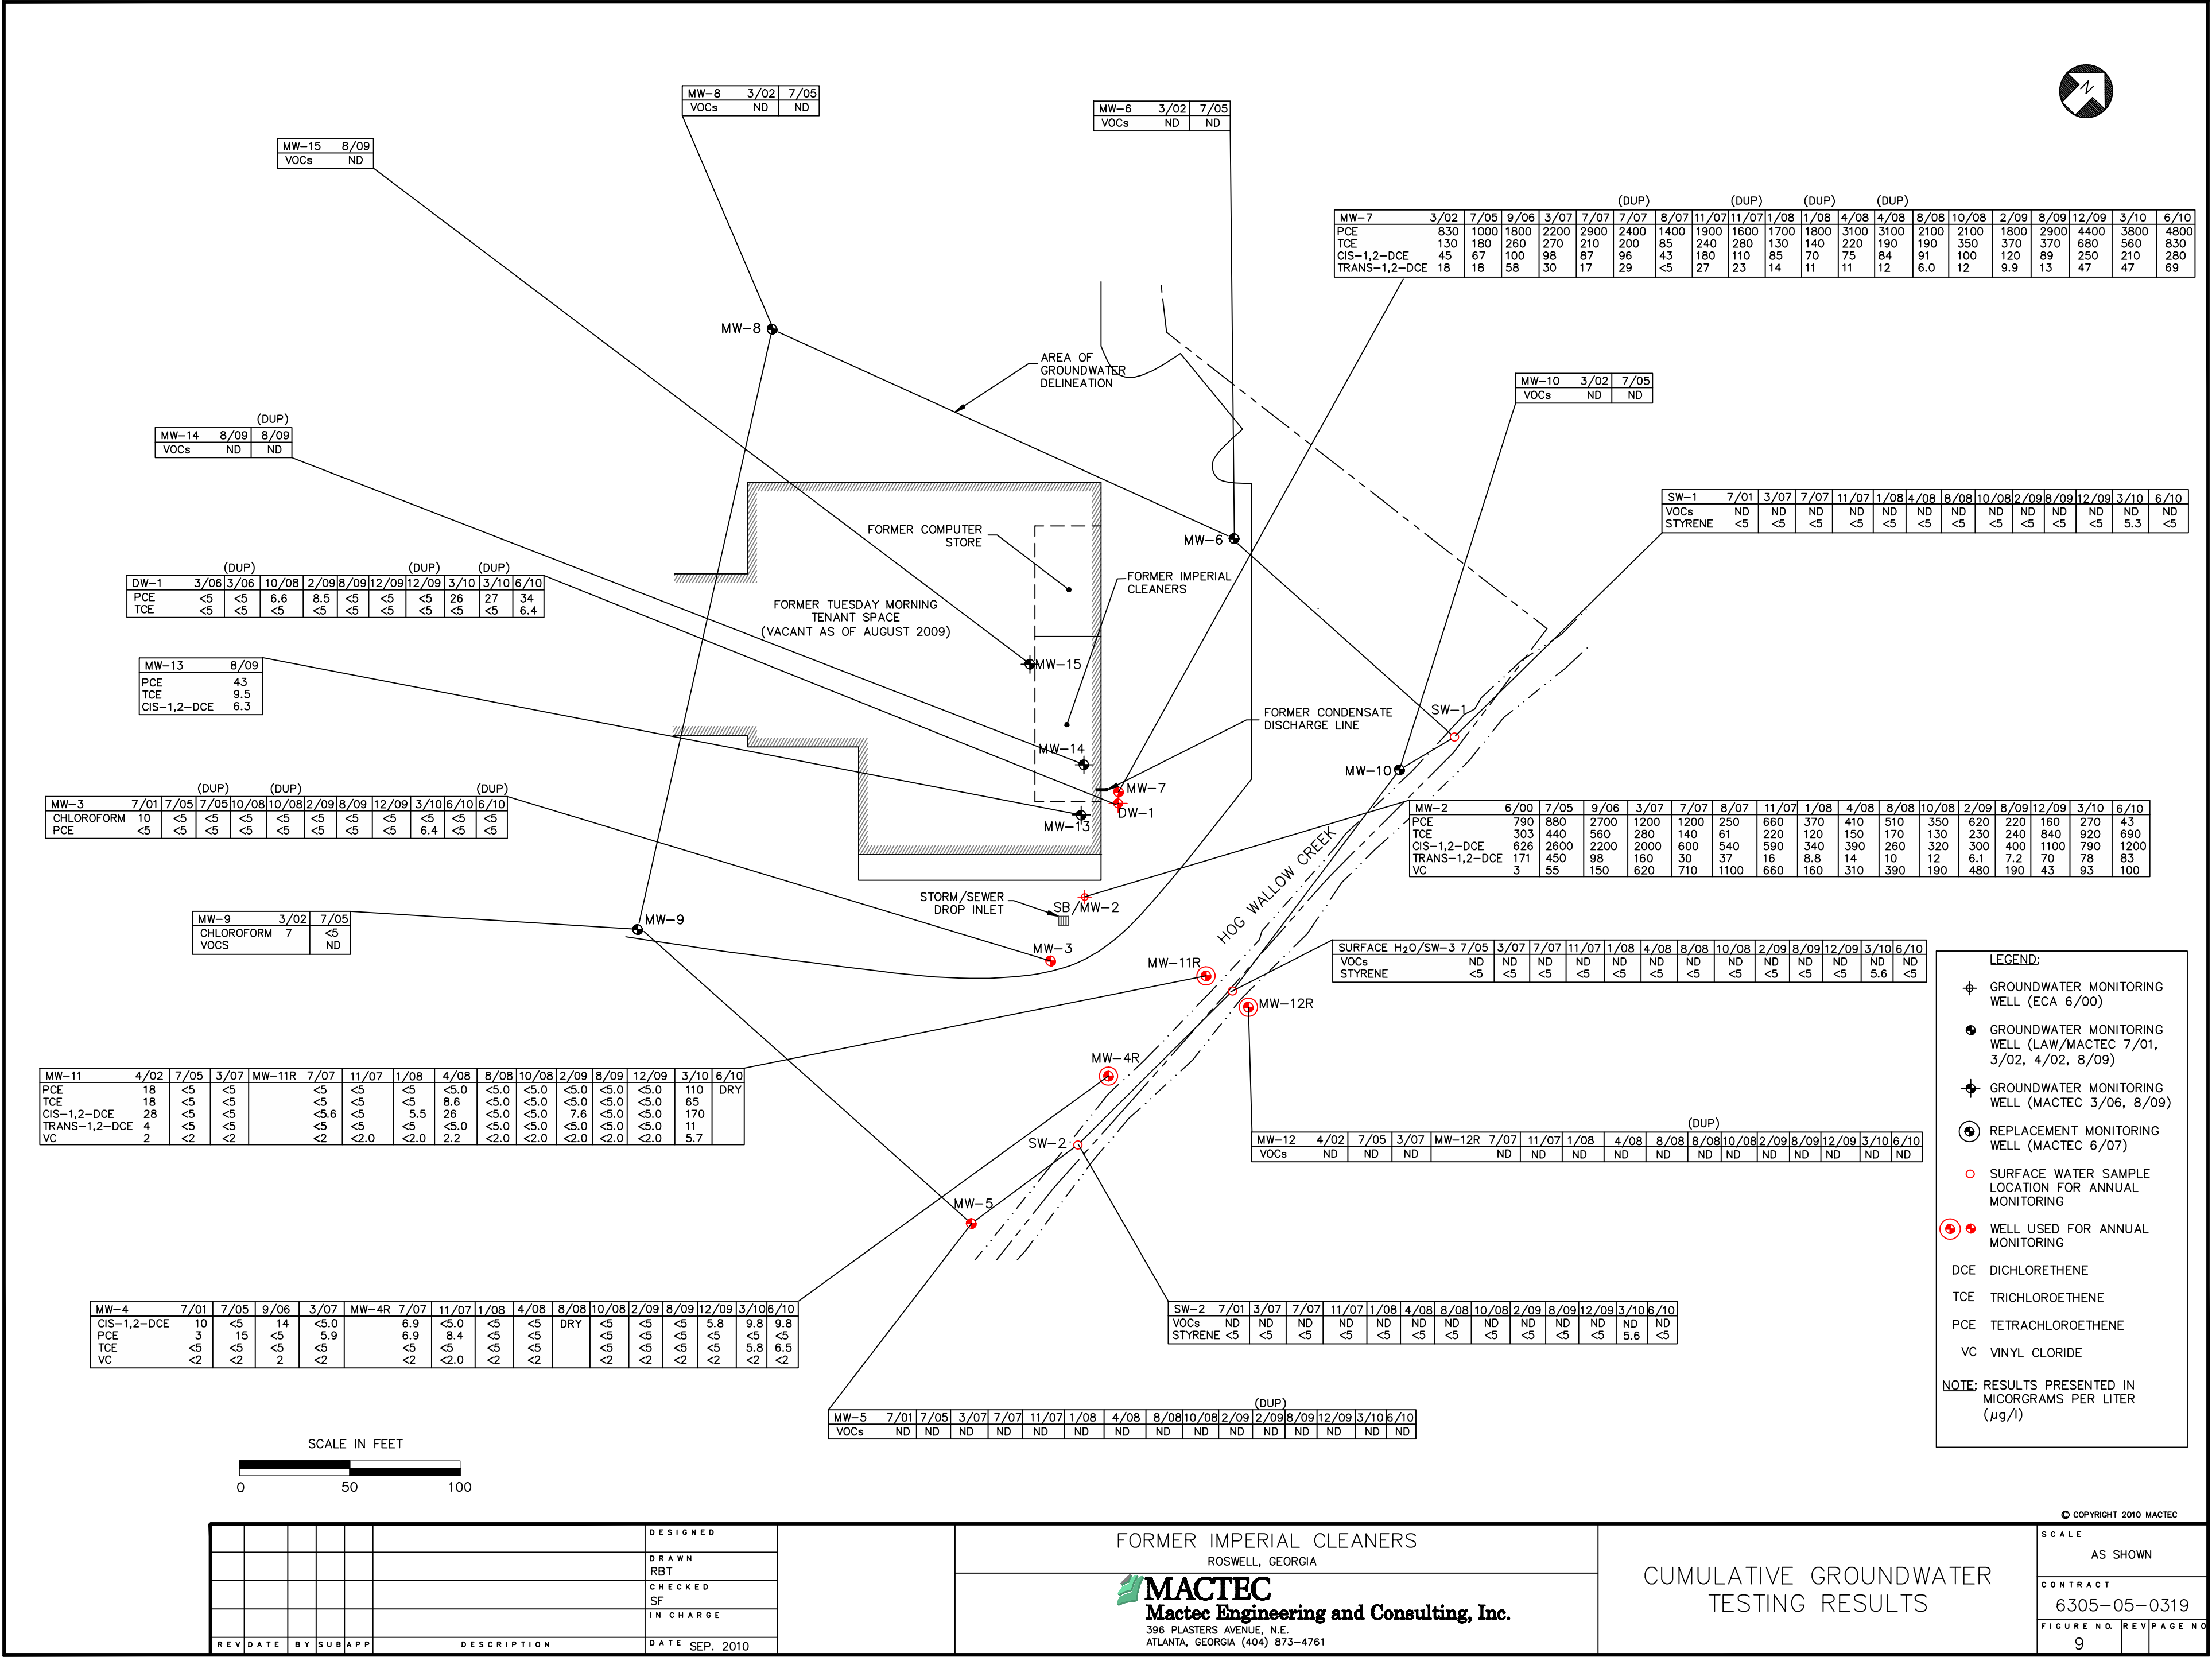 MW-8 3/02 7/05
VOCs ND ND
MW-6 3/02 7/05
VOCs ND ND
N
MW-15 8/09
VOCs ND
(DUP) (DUP) (DUP) (DUP)
MW-7 3/02 7/05 9/06 3/07 7/07 7/07 8/07 11/07 11/07 1/08 1/08 4/08 4/08 8/08 10/08 2/09 8/09 12/09 3/10 6/10
PCE 830 1000 1800 2200 2900 2400 1400 1900 1600 1700 1800 3100 3100 2100 2100 1800 2900 4400 3800 4800
TCE 130 180 260 270 210 200 85 240 280 130 140 220 190 190 350 370 370 680 560 830
CIS-1,2-DCE 45 67 100 98 87 96 43 180 110 85 70 75 84 91 100 120 89 250 210 280
TRANS-1,2-DCE 18 18 58 30 17 29 <5 27 23 14 11 11 12 6.0 12 9.9 13 47 47 69
MW-8
AREA OF
GROUNDWATER
DELINEATION
MW-10 3/02 7/05
VOCs ND ND
(DUP)
MW-14 8/09 8/09
VOCs ND ND
SW-1 7/01 3/07 7/07 11/07 1/08 4/08 8/08 10/08 2/09 8/09 12/09 3/10 6/10
VOCs ND ND ND ND ND ND ND ND ND ND ND ND ND
STYRENE <5 <5 <5 <5 <5 <5 <5 <5 <5 <5 <5 5.3 <5
FORMER COMPUTER
STORE
MW-6
FORMER IMPERIAL
CLEANERS
(DUP) (DUP) (DUP)
DW-1 3/06 3/06 10/08 2/09 8/09 12/09 12/09 3/10 3/10 6/10
PCE <5 <5 6.6 8.5 <5 <5 <5 26 27 34
TCE <5 <5 <5 <5 <5 <5 <5 <5 <5 6.4
FORMER TUESDAY MORNING
TENANT SPACE
(VACANT AS OF AUGUST 2009)
MW-15
MW-13 8/09
PCE 43
TCE 9.5
CIS-1,2-DCE 6.3
FORMER CONDENSATE
DISCHARGE LINE
SW-1
MW-14
MW-10
MW-7
DW-1
MW-13
(DUP) (DUP) (DUP)
MW-3 7/01 7/05 7/05 10/08 10/08 2/09 8/09 12/09 3/10 6/10 6/10
CHLOROFORM 10 <5 <5 <5 <5 <5 <5 <5 <5 <5 <5
PCE <5 <5 <5 <5 <5 <5 <5 <5 6.4 <5 <5
MW-2 6/00 7/05 9/06 3/07 7/07 8/07 11/07 1/08 4/08 8/08 10/08 2/09 8/09 12/09 3/10 6/10
PCE 790 880 2700 1200 1200 250 660 370 410 510 350 620 220 160 270 43
TCE 303 440 560 280 140 61 220 120 150 170 130 230 240 840 920 690
CIS-1,2-DCE 626 2600 2200 2000 600 540 590 340 390 260 320 300 400 1100 790 1200
TRANS-1,2-DCE 171 450 98 160 30 37 16 8.8 14 10 12 6.1 7.2 70 78 83
VC 3 55 150 620 710 1100 660 160 310 390 190 480 190 43 93 100
HOG WALLOW CREEK
STORM/SEWER
DROP INLET
SB/MW-2
MW-9 3/02 7/05
CHLOROFORM 7 <5
VOCS ND
MW-9
MW-3
MW-11R
SURFACE H2O/SW-3 7/05 3/07 7/07 11/07 1/08 4/08 8/08 10/08 2/09 8/09 12/09 3/10 6/10
VOCs ND ND ND ND ND ND ND ND ND ND ND ND ND
STYRENE <5 <5 <5 <5 <5 <5 <5 <5 <5 <5 <5 5.6 <5
MW-12R
MW-4R
MW-11 4/02 7/05 3/07 MW-11R 7/07 11/07 1/08 4/08 8/08 10/08 2/09 8/09 12/09 3/10 6/10
PCE 18 <5 <5 <5 <5 <5 <5.0 <5.0 <5.0 <5.0 <5.0 <5.0 110 DRY
TCE 18 <5 <5 <5 <5 <5 8.6 <5.0 <5.0 <5.0 <5.0 <5.0 65
CIS-1,2-DCE 28 <5 <5 <5.6 <5 5.5 26 <5.0 <5.0 7.6 <5.0 <5.0 170
TRANS-1,2-DCE 4 <5 <5 <5 <5 <5 <5.0 <5.0 <5.0 <5.0 <5.0 <5.0 11
VC 2 <2 <2 <2 <2.0 <2.0 2.2 <2.0 <2.0 <2.0 <2.0 <2.0 5.7
(DUP)
MW-12 4/02 7/05 3/07 MW-12R 7/07 11/07 1/08 4/08 8/08 8/08 10/08 2/09 8/09 12/09 3/10 6/10
VOCs ND ND ND ND ND ND ND ND ND ND ND ND ND ND ND
SW-2
MW-5
MW-4 7/01 7/05 9/06 3/07 MW-4R 7/07 11/07 1/08 4/08 8/08 10/08 2/09 8/09 12/09 3/10 6/10
CIS-1,2-DCE 10 <5 14 <5.0 6.9 <5.0 <5 <5 DRY <5 <5 <5 5.8 9.8 9.8
PCE 3 15 <5 5.9 6.9 8.4 <5 <5 <5 <5 <5 <5 <5 <5
TCE <5 <5 <5 <5 <5 <5 <5 <5 <5 <5 <5 <5 5.8 6.5
VC <2 <2 2 <2 <2 <2.0 <2 <2 <2 <2 <2 <2 <2 <2
SW-2 7/01 3/07 7/07 11/07 1/08 4/08 8/08 10/08 2/09 8/09 12/09 3/10 6/10
VOCs ND ND ND ND ND ND ND ND ND ND ND ND ND
STYRENE <5 <5 <5 <5 <5 <5 <5 <5 <5 <5 <5 5.6 <5
(DUP)
MW-5 7/01 7/05 3/07 7/07 11/07 1/08 4/08 8/08 10/08 2/09 2/09 8/09 12/09 3/10 6/10
VOCs ND ND ND ND ND ND ND ND ND ND ND ND ND ND ND
LEGEND:
GROUNDWATER MONITORING
WELL (ECA 6/00)
GROUNDWATER MONITORING
WELL (LAW/MACTEC 7/01,
3/02, 4/02, 8/09)
GROUNDWATER MONITORING
WELL (MACTEC 3/06, 8/09)
REPLACEMENT MONITORING
WELL (MACTEC 6/07)
SURFACE WATER SAMPLE
LOCATION FOR ANNUAL
MONITORING
WELL USED FOR ANNUAL
MONITORING
DCE DICHLORETHENE
TCE TRICHLOROETHENE
PCE TETRACHLOROETHENE
VC VINYL CLORIDE
NOTE: RESULTS PRESENTED IN
MICORGRAMS PER LITER
(µg/l)
SCALE IN FEET
0 50 100
© COPYRIGHT 2010 MACTEC
REV DATE BY SUB APP DESCRIPTION
DESIGNED
DRAWN
RBT
CHECKED
SF
IN CHARGE
DATE SEP. 2010
FORMER IMPERIAL CLEANERS
ROSWELL, GEORGIA
MACTEC
Mactec Engineering and Consulting, Inc.
396 PLASTERS AVENUE, N.E.
ATLANTA, GEORGIA (404) 873-4761
CUMULATIVE GROUNDWATER
TESTING RESULTS
SCALE
AS SHOWN
CONTRACT
6305-05-0319
FIGURE NO. REV PAGE NO
9